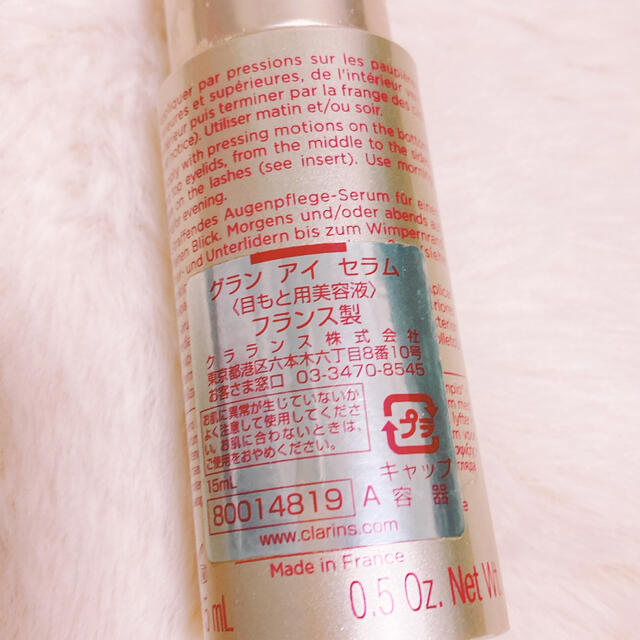 par pressions sur les
et supérieures, de l'intérieur
puis terminer par la frange des
Utiliser matin et/ou soir.
with pressing motions on the bottom
eyelids, from the middle to the
on the lashes (see insert). Use
evening.
Augenpflege-Serum für
Blick. Morgens und/oder abends
und Unterlidern bis zum
グラン アイ セラム
〈目もと用美容液〉
フランス製
クラランス株式会社
東京都港区六本木六丁目8番10号
お客さま窓口 03-3470-8545
お肌に異常が生じていないか
よく注意して使用してくださ
い。お肌に合わないときは、
ご使用をおやめください。
プラ
キャップ
15mL
80014819 A 容器
www.clarins.com
Made in France
mL 0.5 Oz. Net